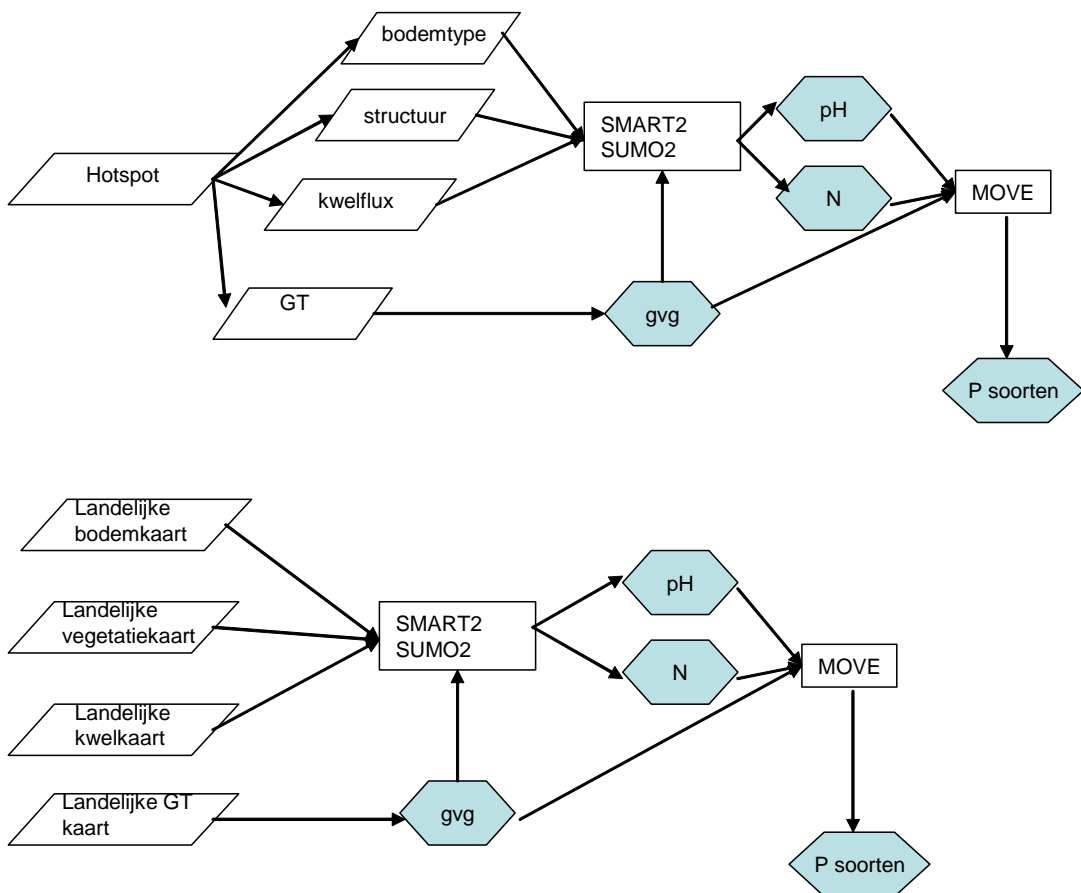 bodemtype
structuur
SMART2
SUMO2
pH
Hotspot
kwelflux
N
MOVE
GT
gvg
P soorten
Landelijke
bodemkaart
Landelijke
vegetatiekaart
SMART2
SUMO2
pH
N
MOVE
Landelijke
kwelkaart
Landelijke GT
kaart
gvg
P soorten